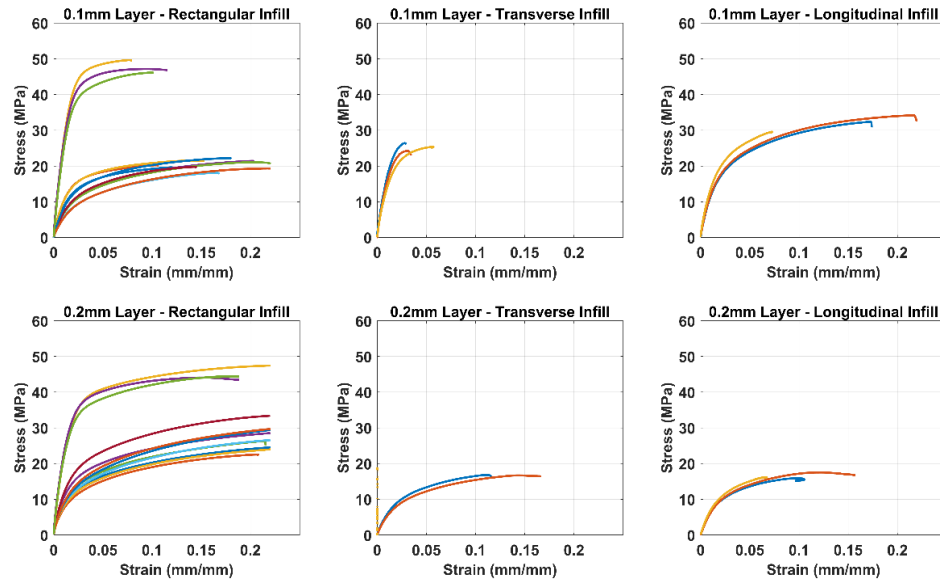 0.1mm Layer - Rectangular Infill
60
50
40
30
20
10
0
Stress (MPa)
0 0.05 0.1 0.15 0.2
Strain (mm/mm)
0.1mm Layer - Transverse Infill
60
50
40
30
20
10
0
Stress (MPa)
0 0.05 0.1 0.15 0.2
Strain (mm/mm)
0.1mm Layer - Longitudinal Infill
60
50
40
30
20
10
0
Stress (MPa)
0 0.05 0.1 0.15 0.2
Strain (mm/mm)
0.2mm Layer - Rectangular Infill
60
50
40
30
20
10
0
Stress (MPa)
0 0.05 0.1 0.15 0.2
Strain (mm/mm)
0.2mm Layer - Transverse Infill
60
50
40
30
20
10
0
Stress (MPa)
0 0.05 0.1 0.15 0.2
Strain (mm/mm)
0.2mm Layer - Longitudinal Infill
60
50
40
30
20
10
0
Stress (MPa)
0 0.05 0.1 0.15 0.2
Strain (mm/mm)